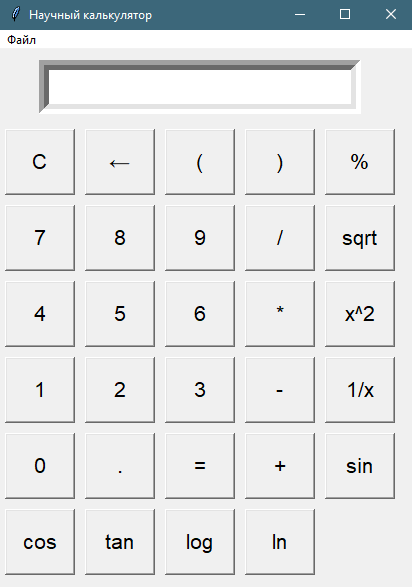 Научный калькулятор
Файл
C ← ( ) %
7 8 9 / sqrt
4 5 6 * x^2
1 2 3 - 1/x
0 . = + sin
cos tan log ln